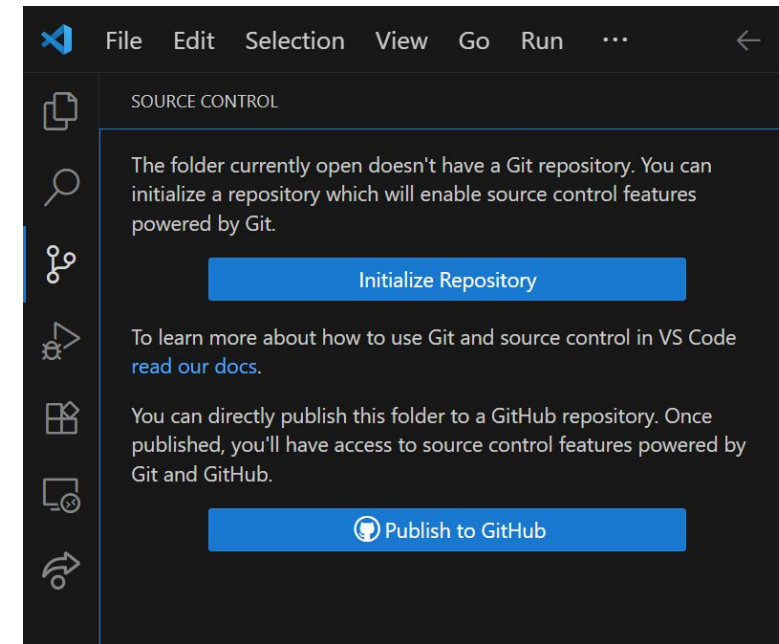 File Edit Selection View Go Run ···
SOURCE CONTROL
The folder currently open doesn't have a Git repository. You can
initialize a repository which will enable source control features
powered by Git.
Initialize Repository
To learn more about how to use Git and source control in VS Code
read our docs.
You can directly publish this folder to a GitHub repository. Once
published, you'll have access to source control features powered by
Git and GitHub.
Publish to GitHub